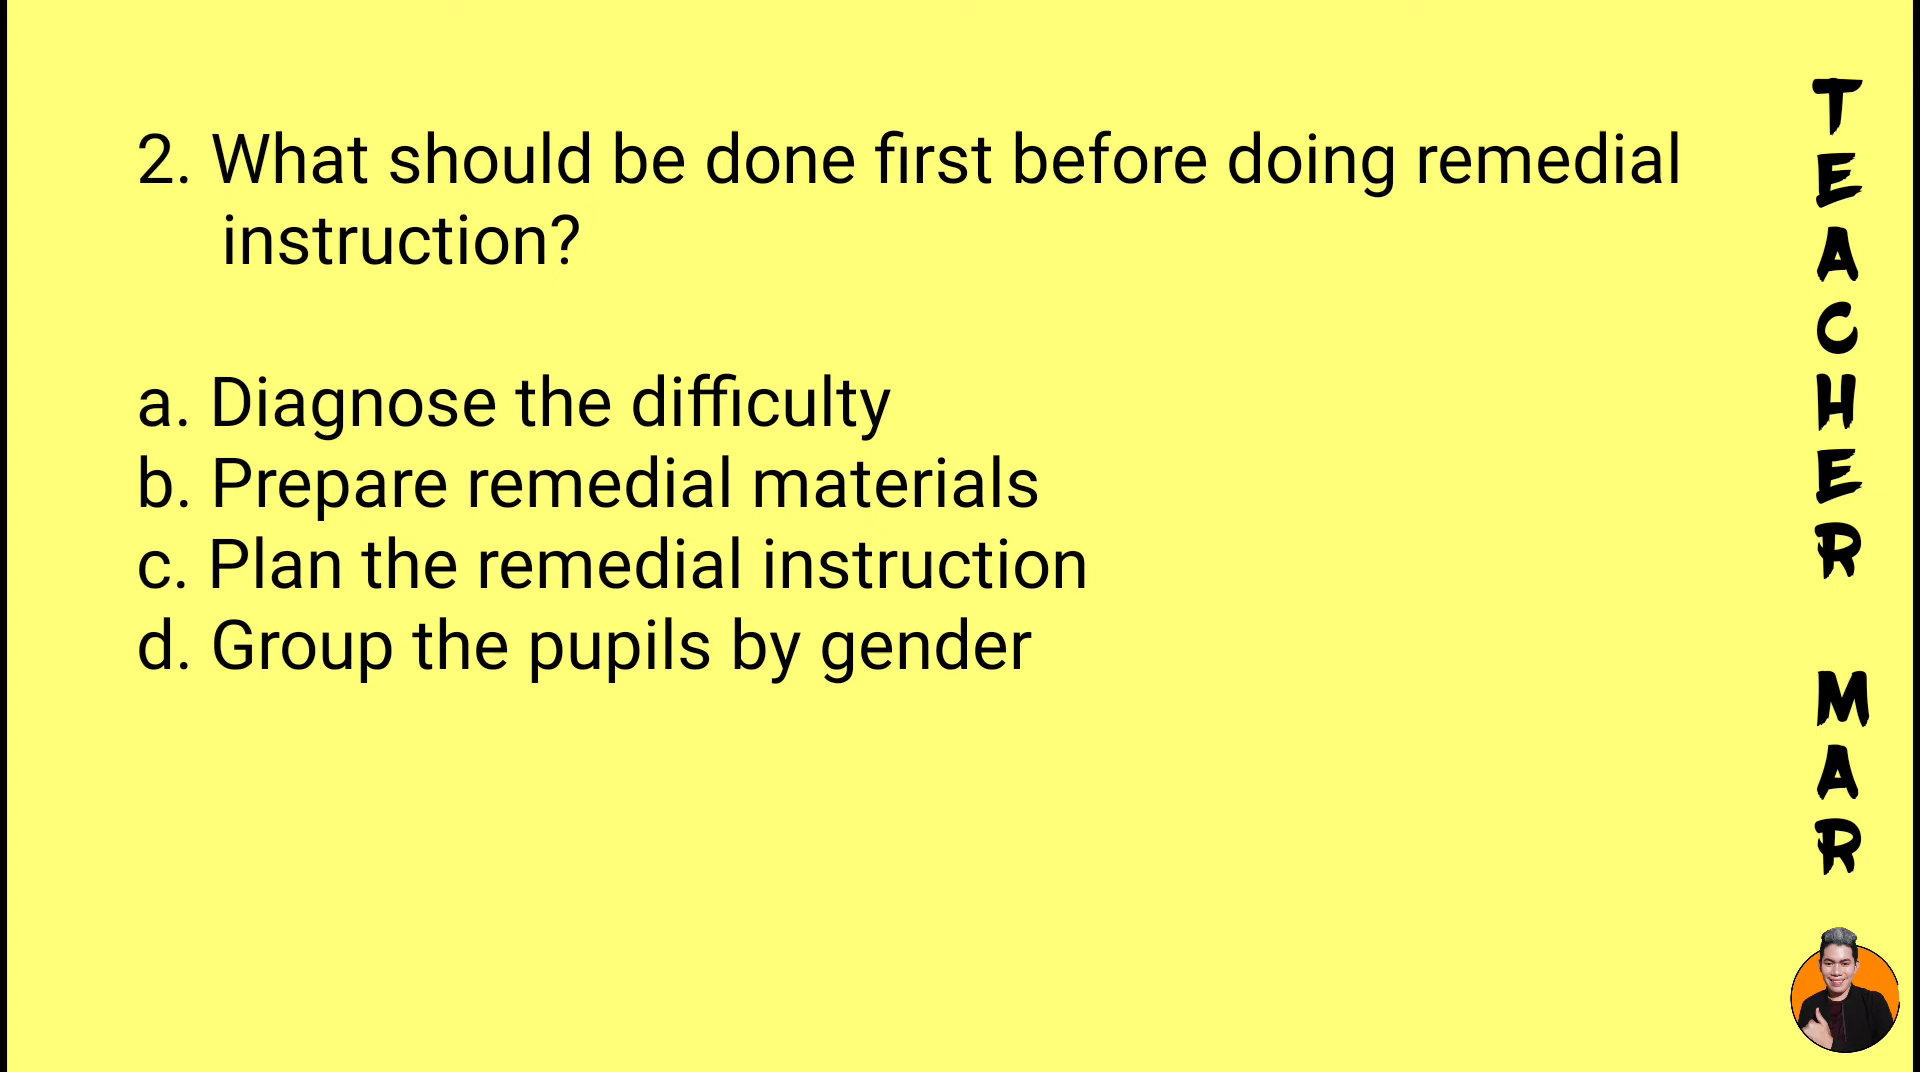 2. What should be done first before doing remedial
instruction?
a. Diagnose the difficulty
b. Prepare remedial materials
c. Plan the remedial instruction
d. Group the pupils by gender
TEACHER MAR